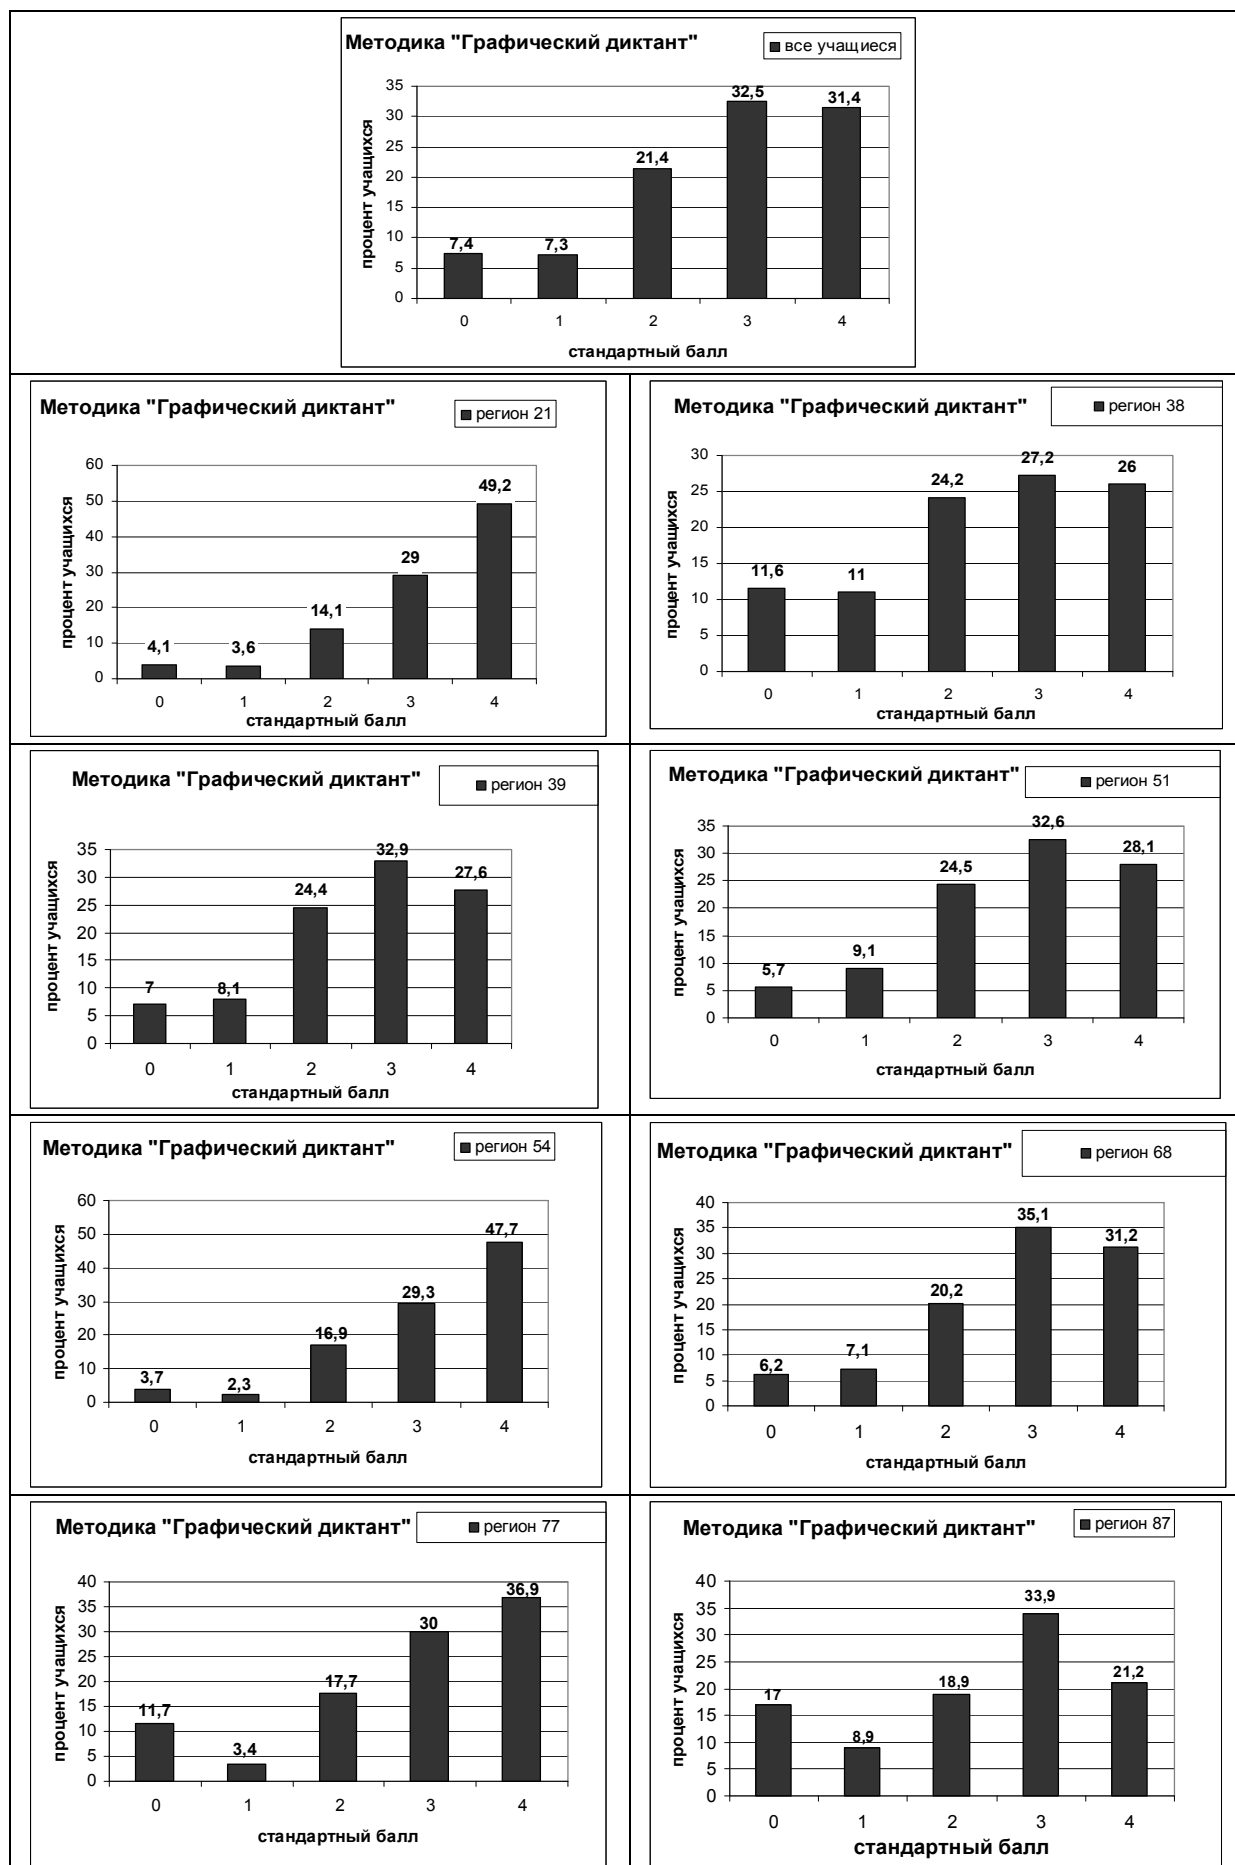 Методика "Графический диктант"
все учащиеся
процент учащихся
35
30
25
20
15
10
5
0
7,4
7,3
21,4
32,5
31,4
0 1 2 3 4
стандартный балл
Методика "Графический диктант"
регион 21
процент учащихся
60
50
40
30
20
10
0
4,1
3,6
14,1
29
49,2
0 1 2 3 4
стандартный балл
Методика "Графический диктант"
регион 38
процент учащихся
30
25
20
15
10
5
0
11,6
11
24,2
27,2
26
0 1 2 3 4
стандартный балл
Методика "Графический диктант"
регион 39
процент учащихся
35
30
25
20
15
10
5
0
7
8,1
24,4
32,9
27,6
0 1 2 3 4
стандартный балл
Методика "Графический диктант"
регион 51
процент учащихся
35
30
25
20
15
10
5
0
5,7
9,1
24,5
32,6
28,1
0 1 2 3 4
стандартный балл
Методика "Графический диктант"
регион 54
процент учащихся
60
50
40
30
20
10
0
3,7
2,3
16,9
29,3
47,7
0 1 2 3 4
стандартный балл
Методика "Графический диктант"
регион 68
процент учащихся
40
35
30
25
20
15
10
5
0
6,2
7,1
20,2
35,1
31,2
0 1 2 3 4
стандартный балл
Методика "Графический диктант"
регион 77
процент учащихся
40
35
30
25
20
15
10
5
0
11,7
3,4
17,7
30
36,9
0 1 2 3 4
стандартный балл
Методика "Графический диктант"
регион 87
процент учащихся
40
35
30
25
20
15
10
5
0
17
8,9
18,9
33,9
21,2
0 1 2 3 4
стандартный балл